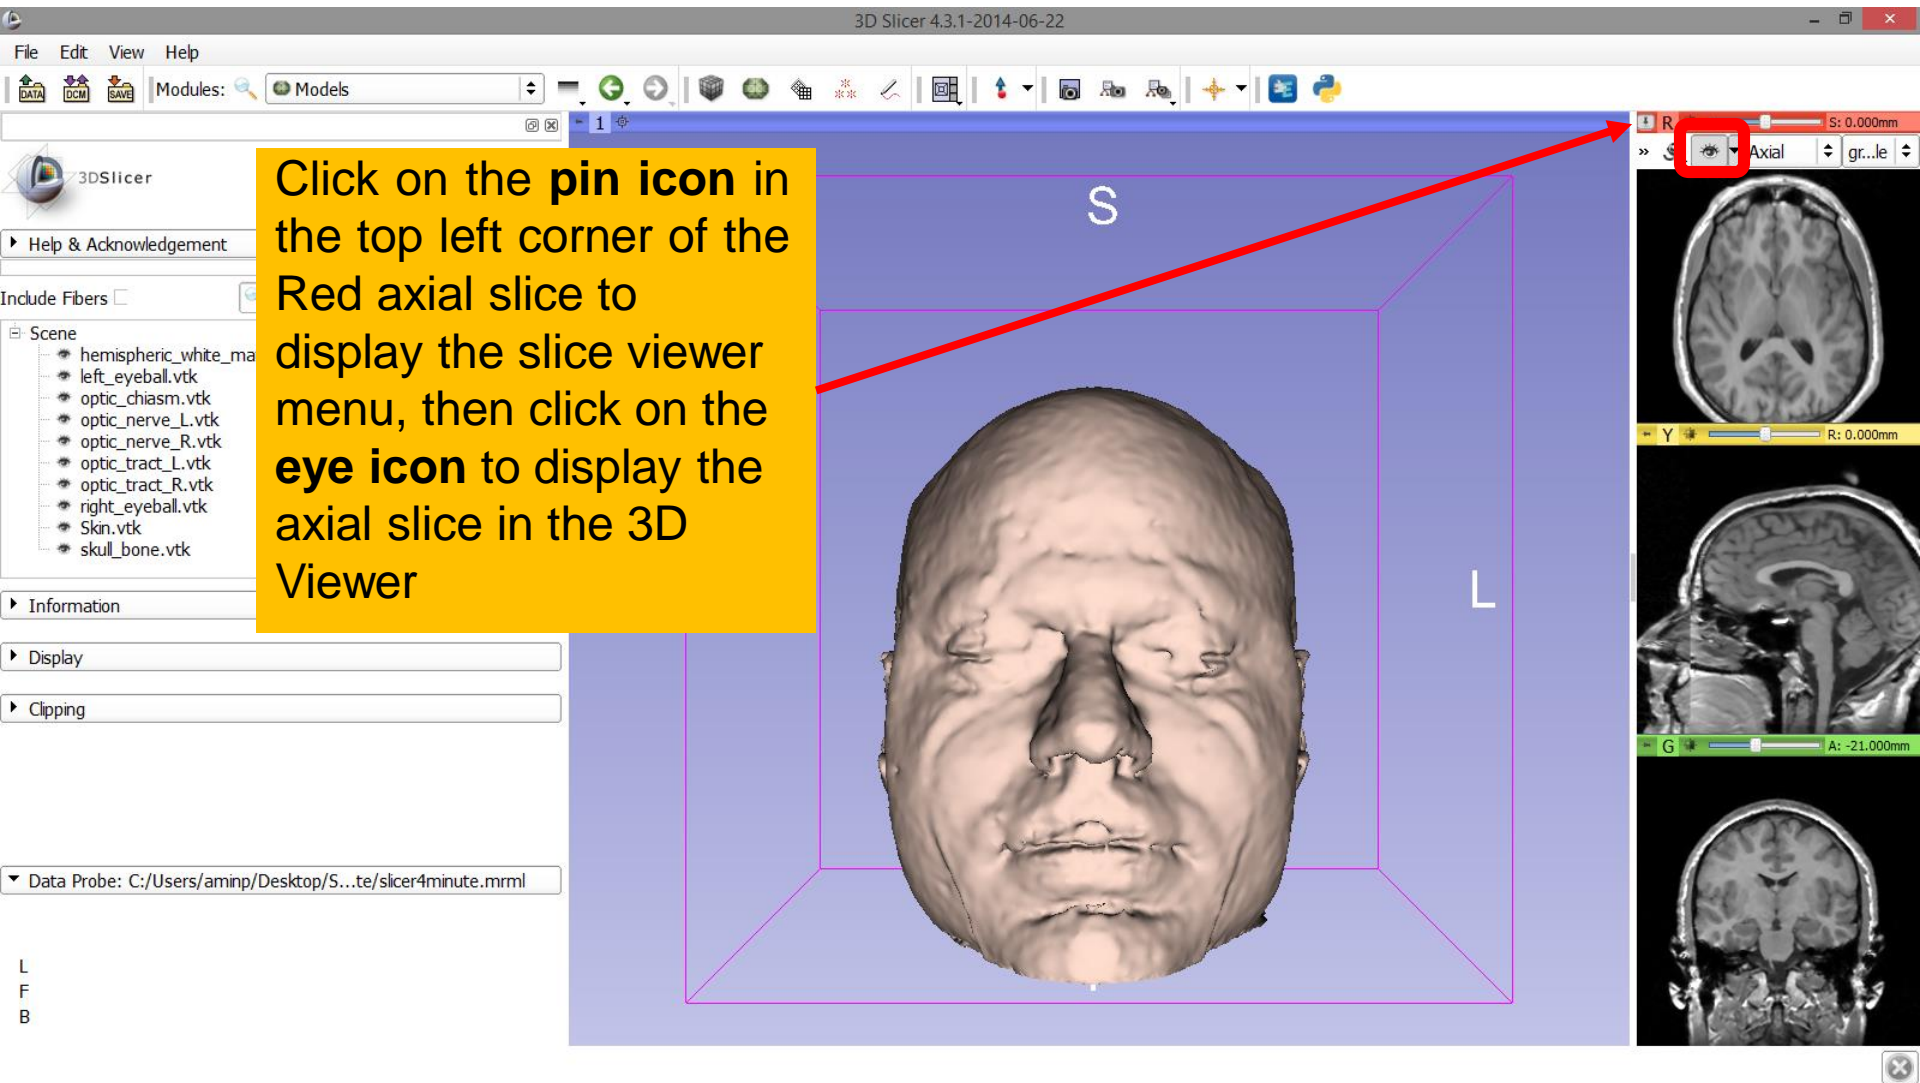 3D Slicer 4.3.1-2014-06-22
File Edit View Help
DATA DCM SAVE Modules: Models
1
R S: 0.000mm
» Axial gr...le
3DSlicer
Help & Acknowledgement
Include Fibers
Scene
hemispheric_white_ma
left_eyeball.vtk
optic_chiasm.vtk
optic_nerve_L.vtk
optic_nerve_R.vtk
optic_tract_L.vtk
optic_tract_R.vtk
right_eyeball.vtk
Skin.vtk
skull_bone.vtk
Information
Display
Clipping
Data Probe: C:/Users/aminp/Desktop/S...te/slicer4minute.mrml
L
F
B
Click on the pin icon in
the top left corner of the
Red axial slice to
display the slice viewer
menu, then click on the
eye icon to display the
axial slice in the 3D
Viewer
S
L
Y R: 0.000mm
G A: -21.000mm